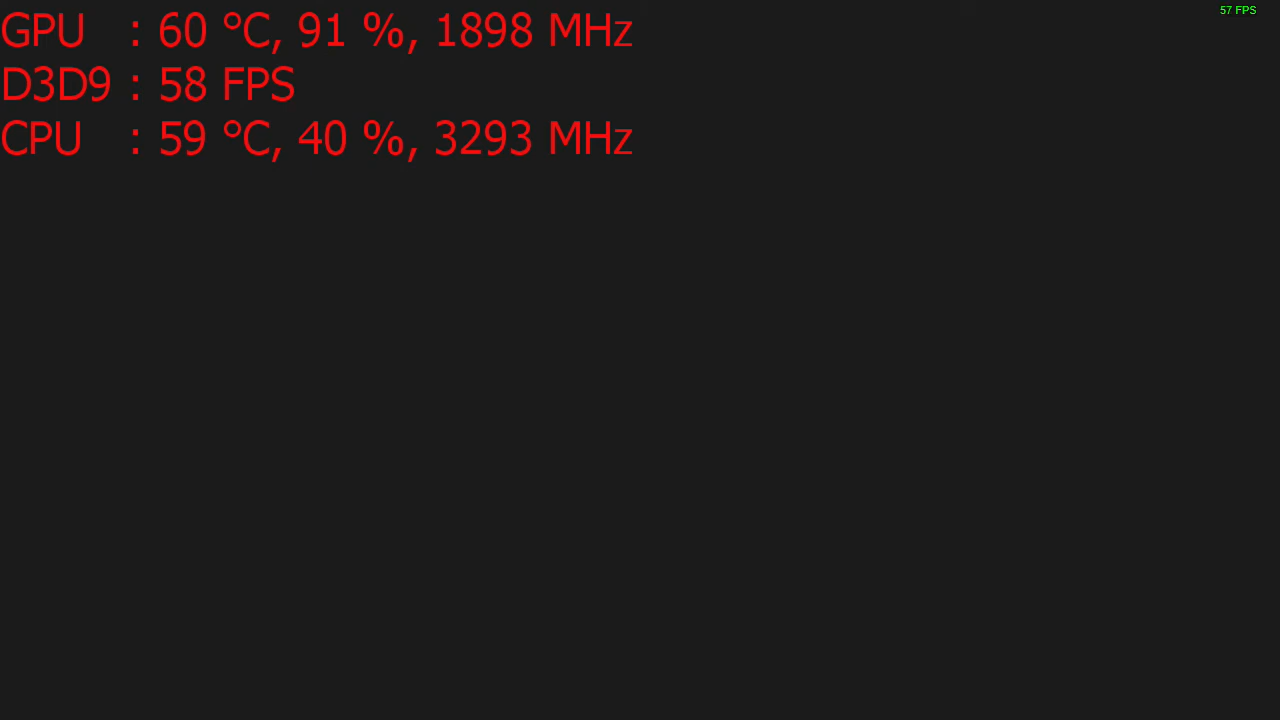 GPU : 60 °C, 91 %, 1898 MHz
57 FPS
D3D9 : 58 FPS
CPU : 59 °C, 40 %, 3293 MHz